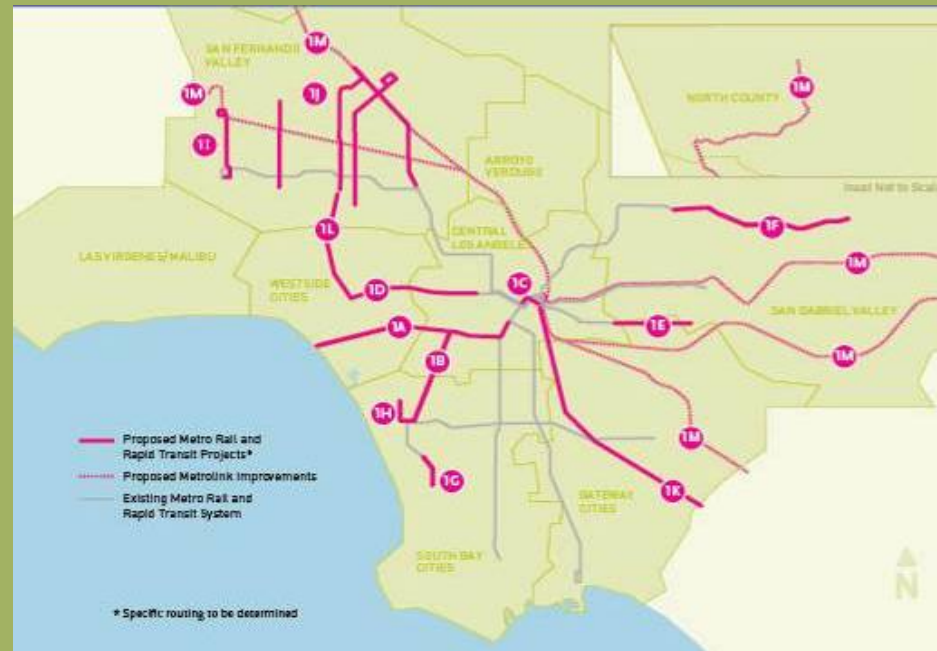 1M
SAN FERNANDO
VALLEY
1M
1J
1M
NORTH COUNTY
1I
ARROYO
VERDUGO
Inset Not to Scale
1L
CENTRAL
LOS ANGELES
1F
LAS VIRGENES/MALIBU
WESTSIDE
CITIES
1D
1C
1M
SAN GABRIEL VALLEY
1A
1E
1B
1M
1H
1M
Proposed Metro Rail and
Rapid Transit Projects*
Proposed Metrolink Improvements
Existing Metro Rail and
Rapid Transit System
1G
1K
GATEWAY
CITIES
SOUTH BAY
CITIES
N
* Specific routing to be determined